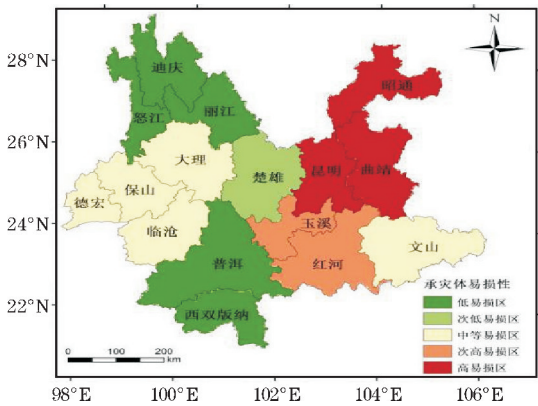 N
28°N
26°N
24°N
22°N
迪庆
怒江
丽江
昭通
大理
楚雄
昆明
曲靖
保山
德宏
临沧
玉溪
文山
普洱
红河
西双版纳
承灾体易损性
低易损区
次低易损区
中等易损区
次高易损区
高易损区
0 100 200
km
98°E 100°E 102°E 104°E 106°E